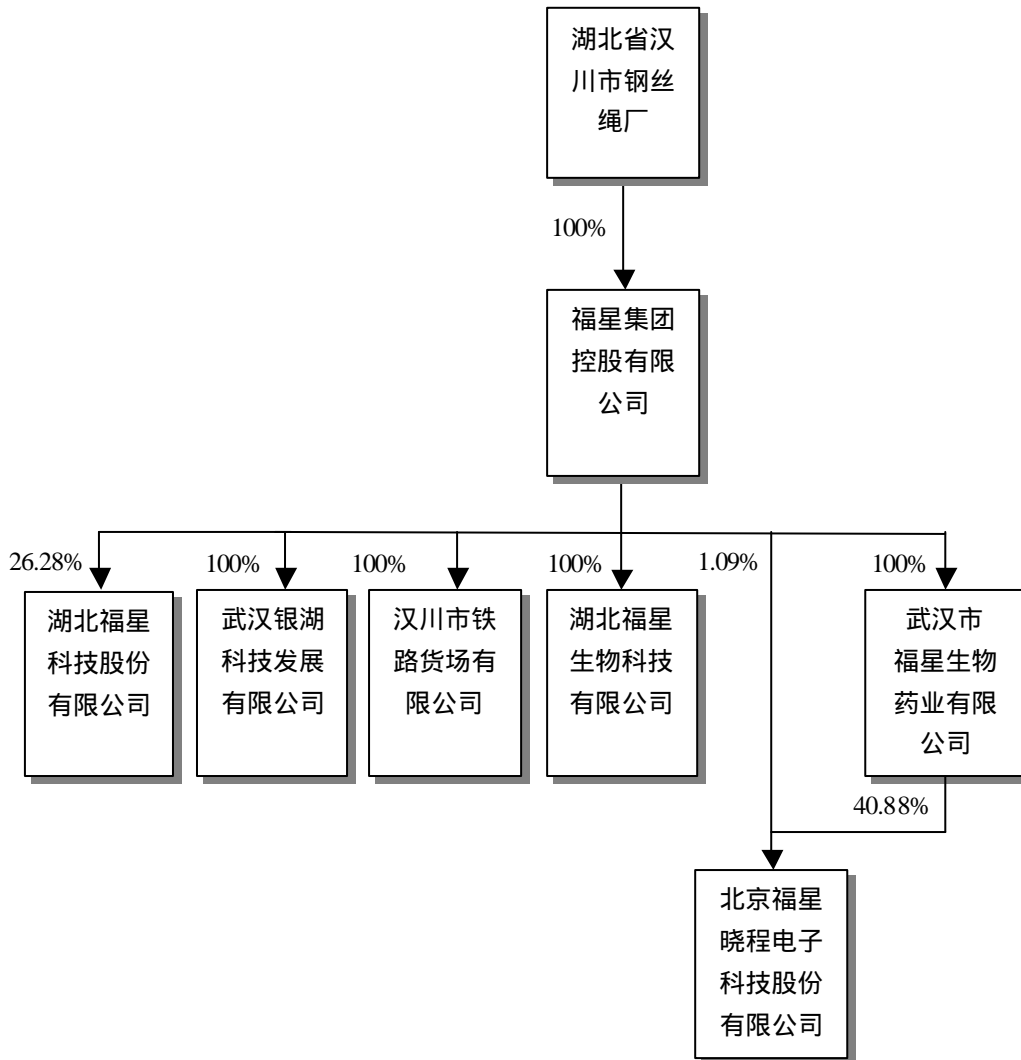 湖北省汉
川市钢丝
绳厂
100%
福星集团
控股有限
公司
26.28%
100%
100%
100%
1.09%
100%
湖北福星
科技股份
有限公司
武汉银湖
科技发展
有限公司
汉川市铁
路货场有
限公司
湖北福星
生物科技
有限公司
武汉市
福星生物
药业有限
公司
40.88%
北京福星
晓程电子
科技股份
有限公司